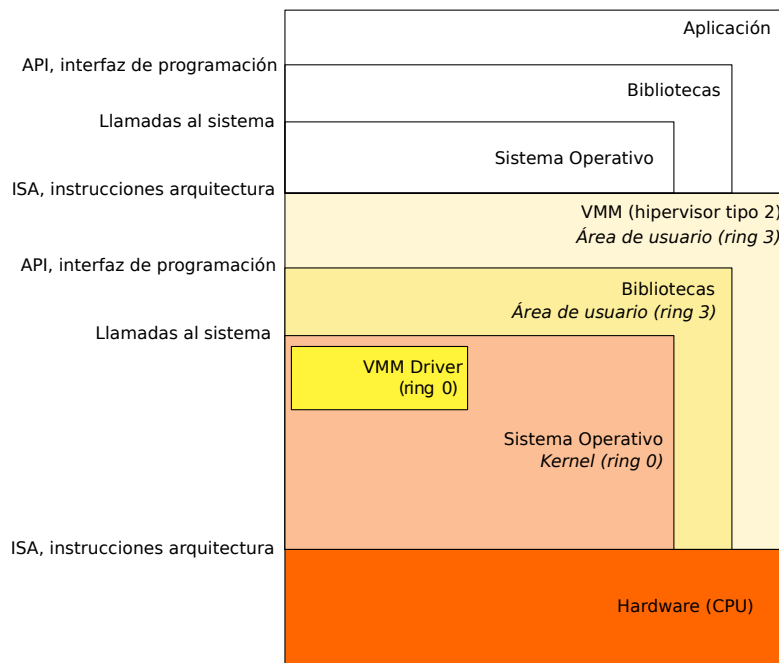 Aplicación
API, interfaz de programación
Bibliotecas
Llamadas al sistema
Sistema Operativo
ISA, instrucciones arquitectura
VMM (hipervisor tipo 2)
Área de usuario (ring 3)
API, interfaz de programación
Bibliotecas
Área de usuario (ring 3)
Llamadas al sistema
VMM Driver
(ring 0)
Sistema Operativo
Kernel (ring 0)
ISA, instrucciones arquitectura
Hardware (CPU)